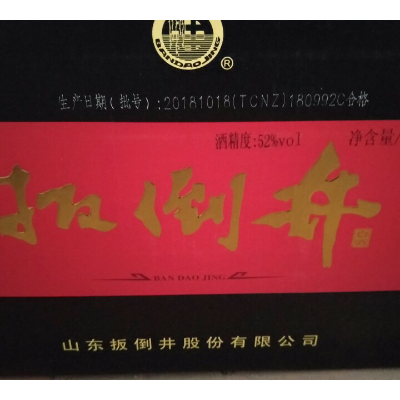 BANDAOJING
®
生产日期(批号):20181018(TCNZ)180992C合格
酒精度:52%vol 净含量/
扳倒井
BAN DAO JING
山东扳倒井股份有限公司